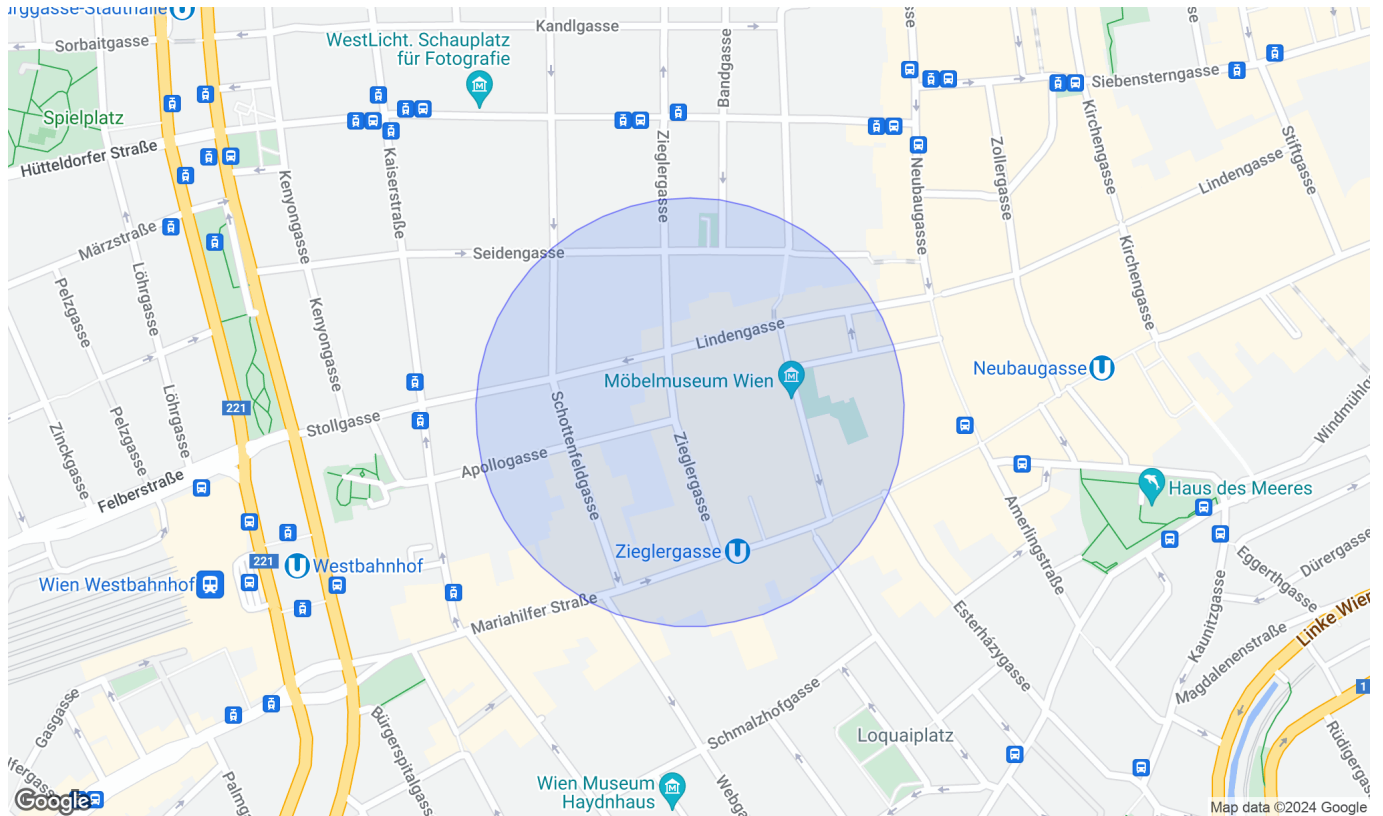 Kandlgasse
Sorbaitgasse
WestLicht. Schauplatz
für Fotografie
Bandgasse
Siebensterngasse
Spielplatz
Hütteldorfer Straße
Kaiserstraße
Zieglergasse
Neubaugasse
Zollergasse
Kirchengasse
Stiftgasse
Lindengasse
Kenyongasse
Märzstraße
Löhrgasse
Seidengasse
Kirchengasse
Pelzgasse
Kenyongasse
Lindengasse
Möbelmuseum Wien
Neubaugasse
Löhrgasse
221
Stollgasse
Schottenfeldgasse
Pelzgasse
Zinckgasse
Apollogasse
Zieglergasse
Felberstraße
Haus des Meeres
Amerlingstraße
Zieglergasse
221
Westbahnhof
Wien Westbahnhof
Eggerthgasse
Dürergasse
Mariahilfer Straße
Esterházygasse
Kaunitzgasse
Linke Wien
Magdalenenstraße
1
Gasgasse
Bürgerspitalgasse
Schmalzhofgasse
Loquaiplatz
Wien Museum
Haydnhaus
Google
Map data ©2024 Google